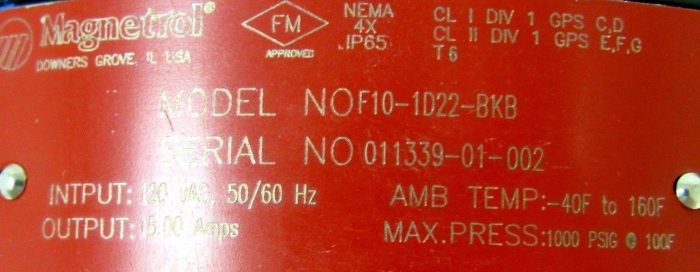 Magnetrol®
DOWNERS GROVE, IL USA
FM
APPROVED
NEMA
4X
IP65
CL I DIV 1 GPS C,D
CL II DIV 1 GPS E,F,G
T6
MODEL NO F10-1D22-BKB
SERIAL NO 011339-01-002
INTPUT: 120 VAC, 50/60 Hz
OUTPUT: 15.00 Amps
AMB TEMP:-40F to 160F
MAX.PRESS:1000 PSIG @ 100F